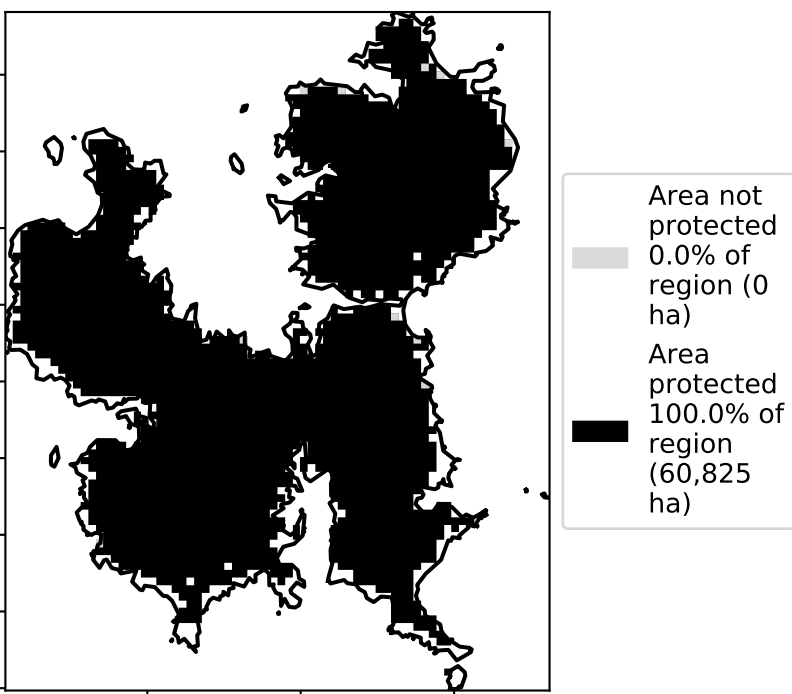 Area not
protected
0.0% of
region (0
ha)
Area
protected
100.0% of
region
(60,825
ha)